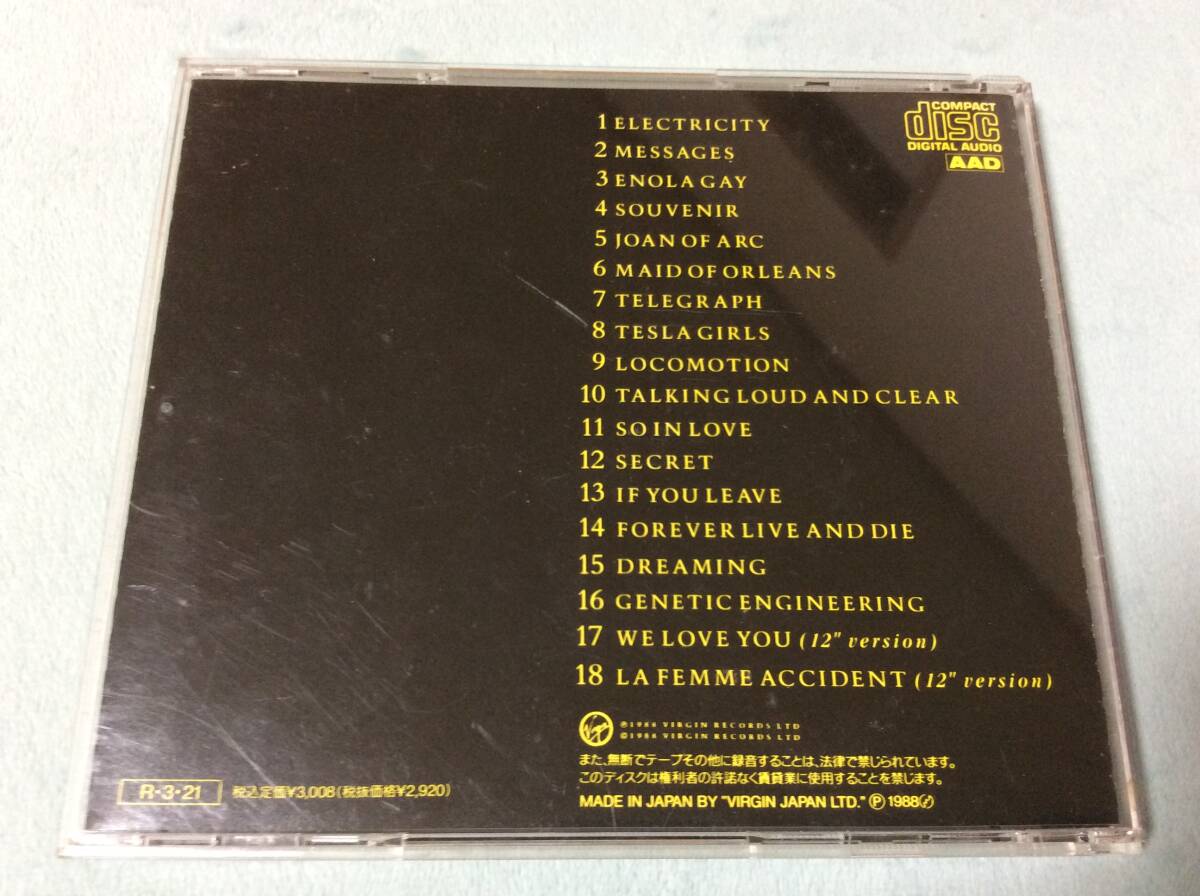 COMPACT
disc
DIGITAL AUDIO
AAD
1 ELECTRICITY
2 MESSAGES
3 ENOLA GAY
4 SOUVENIR
5 JOAN OF ARC
6 MAID OF ORLEANS
7 TELEGRAPH
8 TESLA GIRLS
9 LOCOMOTION
10 TALKING LOUD AND CLEAR
11 SO IN LOVE
12 SECRET
13 IF YOU LEAVE
14 FOREVER LIVE AND DIE
15 DREAMING
16 GENETIC ENGINEERING
17 WE LOVE YOU (12" version)
18 LA FEMME ACCIDENT (12" version)
Virgin
℗1988 VIRGIN RECORDS LTD
©1988 VIRGIN RECORDS LTD
また、無断でテープその他に録音することは、法律で禁じられています。
このディスクは権利者の許諾なく賃貸業に使用することを禁じます。
MADE IN JAPAN BY "VIRGIN JAPAN LTD." ℗1988
R・3・21 税込定価¥3,008(税抜価格¥2,920)